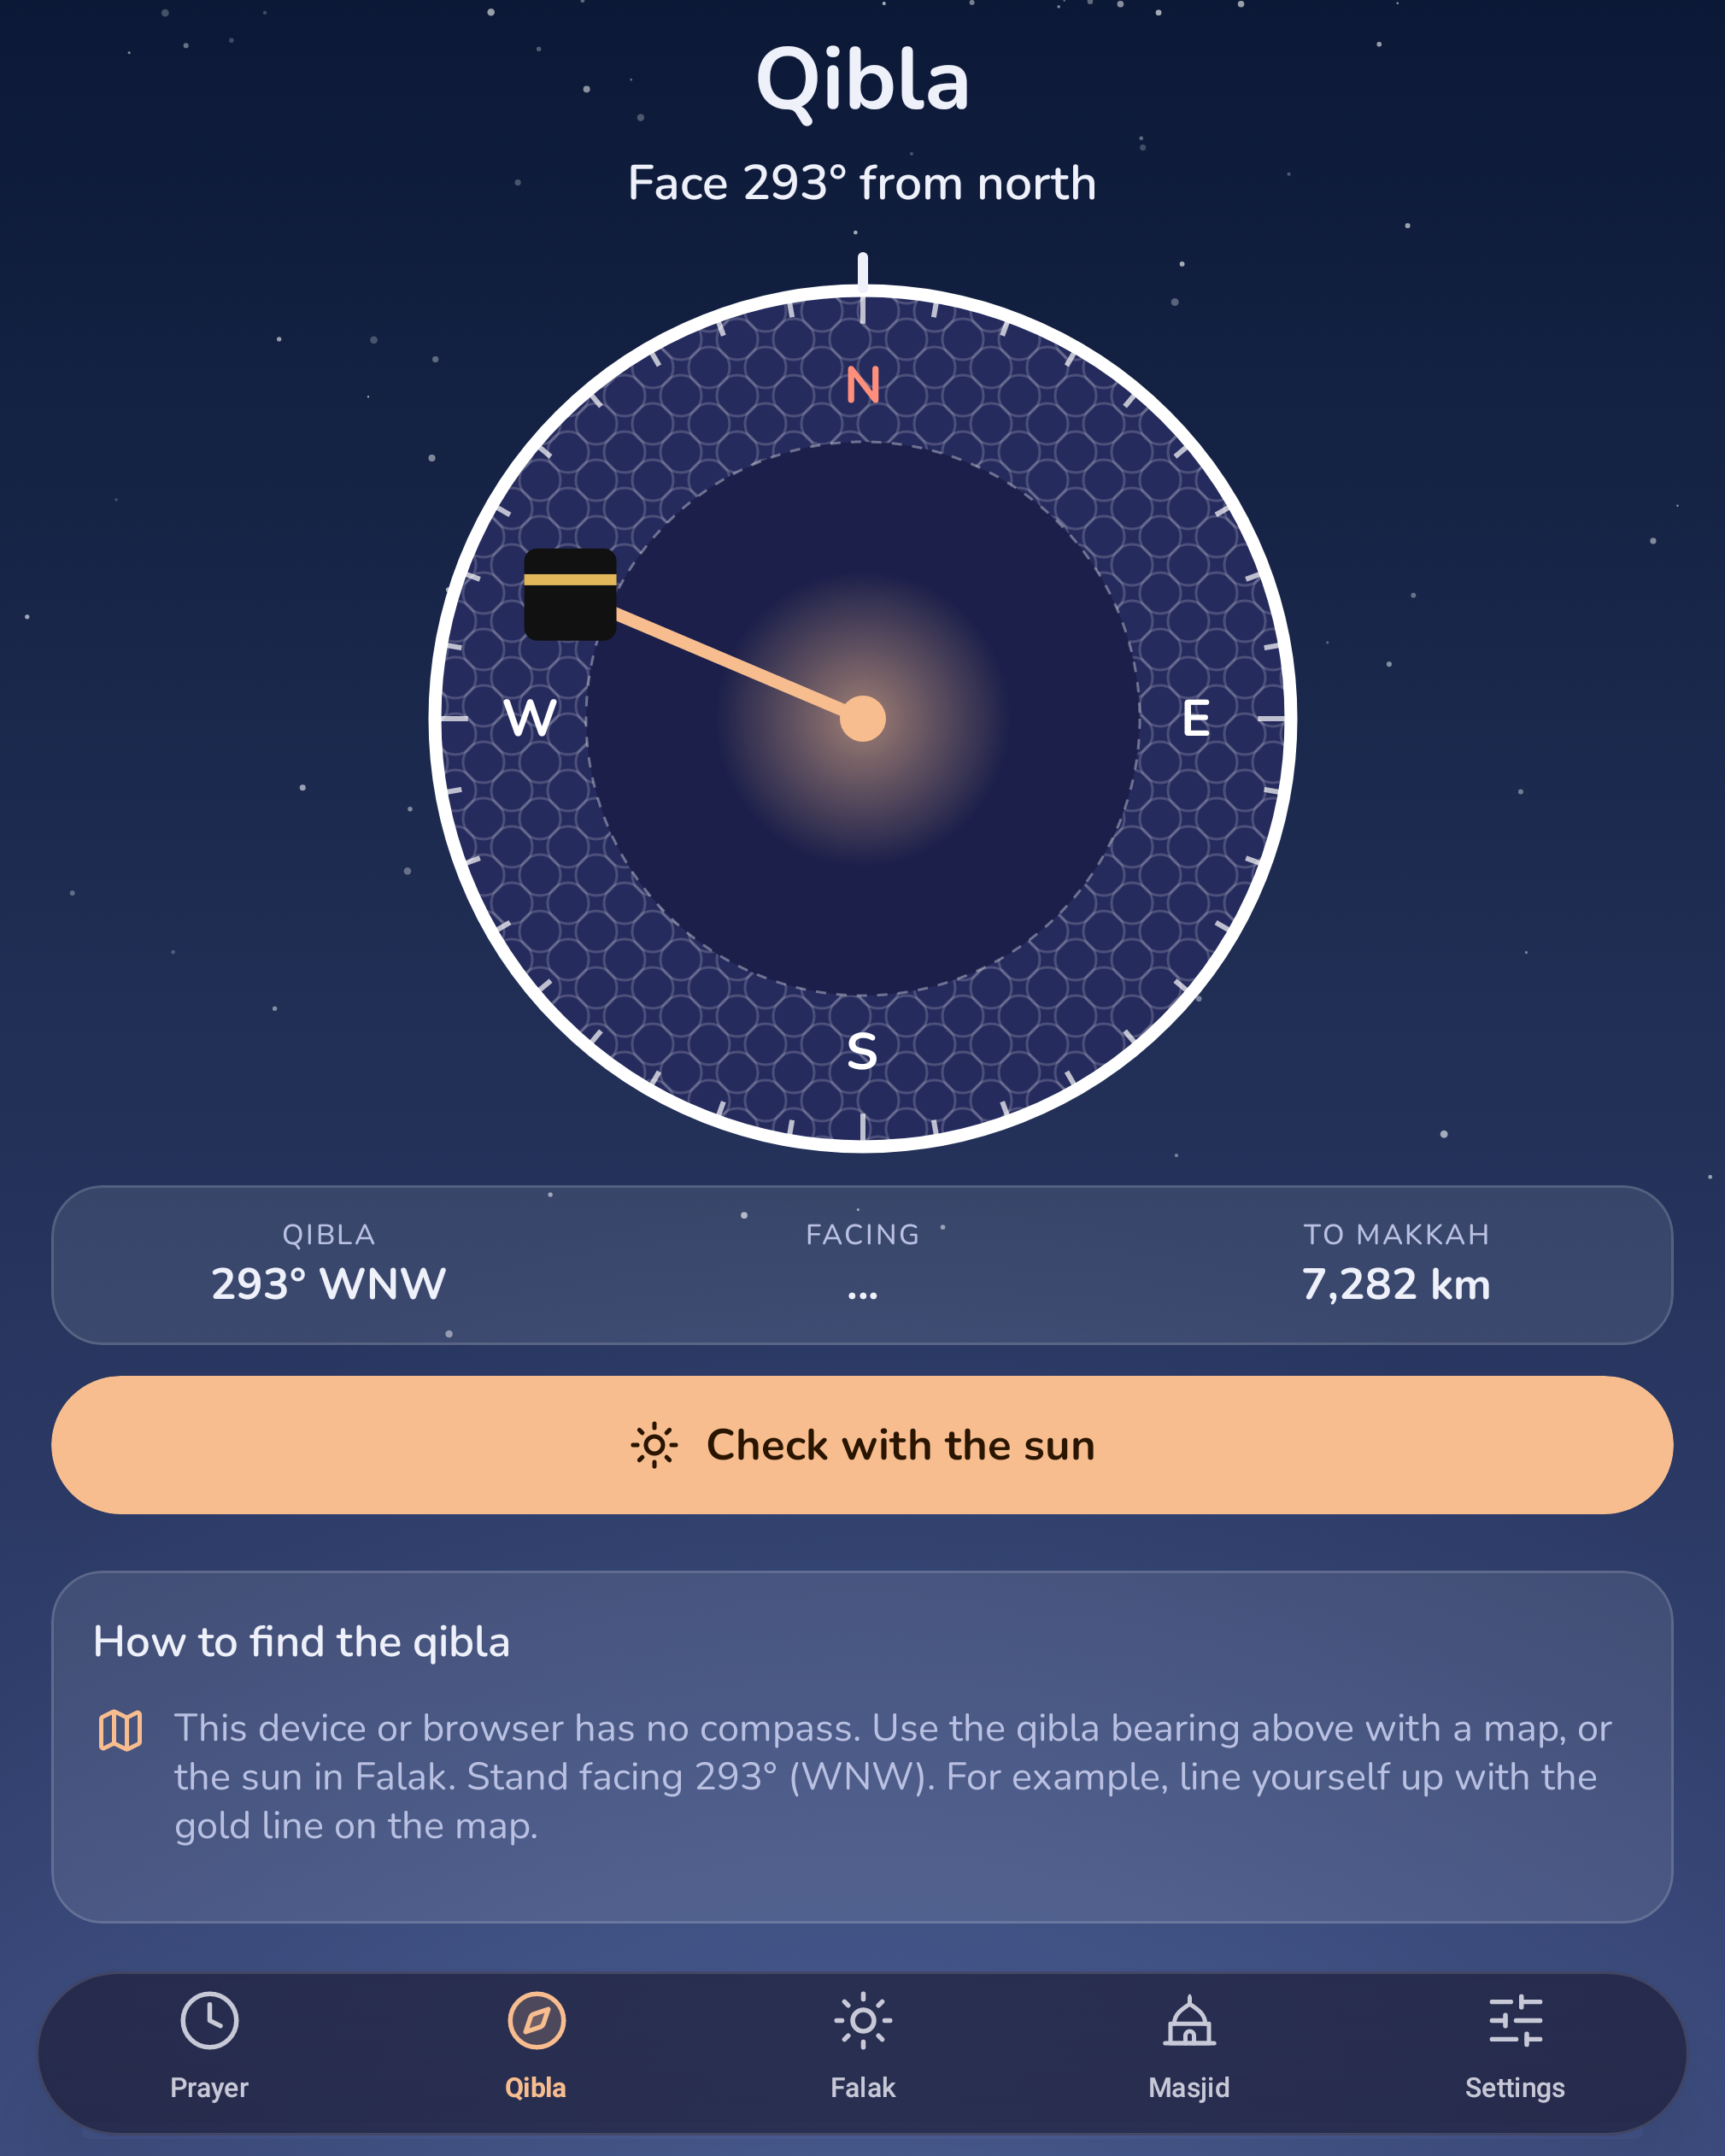 Qibla
Face 293° from north
N
W
E
S
QIBLA
293° WNW
FACING
...
TO MAKKAH
7,282 km
Check with the sun
How to find the qibla
This device or browser has no compass. Use the qibla bearing above with a map, or
the sun in Falak. Stand facing 293° (WNW). For example, line yourself up with the
gold line on the map.
Prayer
Qibla
Falak
Masjid
Settings